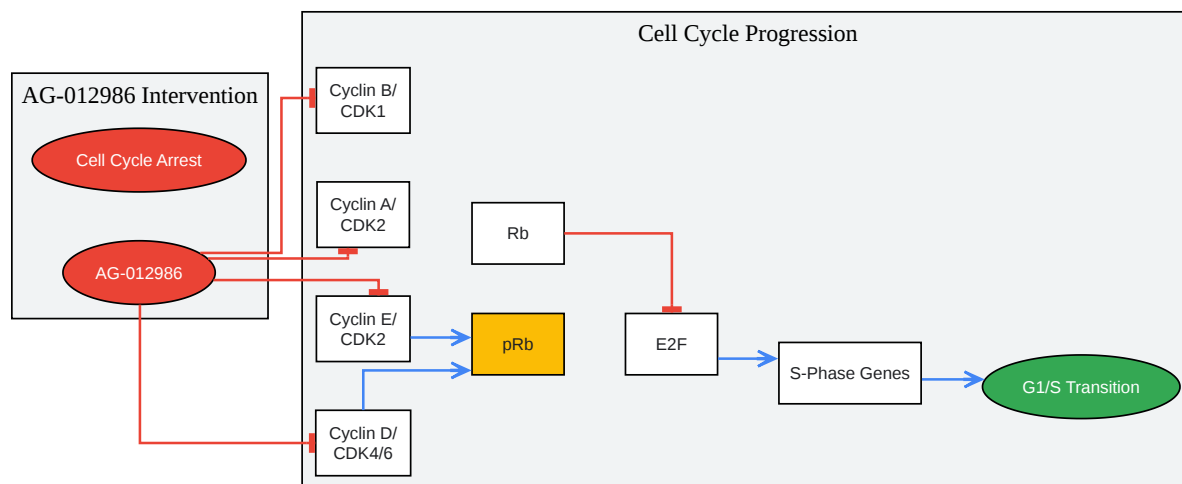 Cell Cycle Progression
AG-012986 Intervention
Cyclin B/
CDK1
Cell Cycle Arrest
Cyclin A/
CDK2
Rb
AG-012986
Cyclin E/
CDK2
pRb
E2F
S-Phase Genes
G1/S Transition
Cyclin D/
CDK4/6